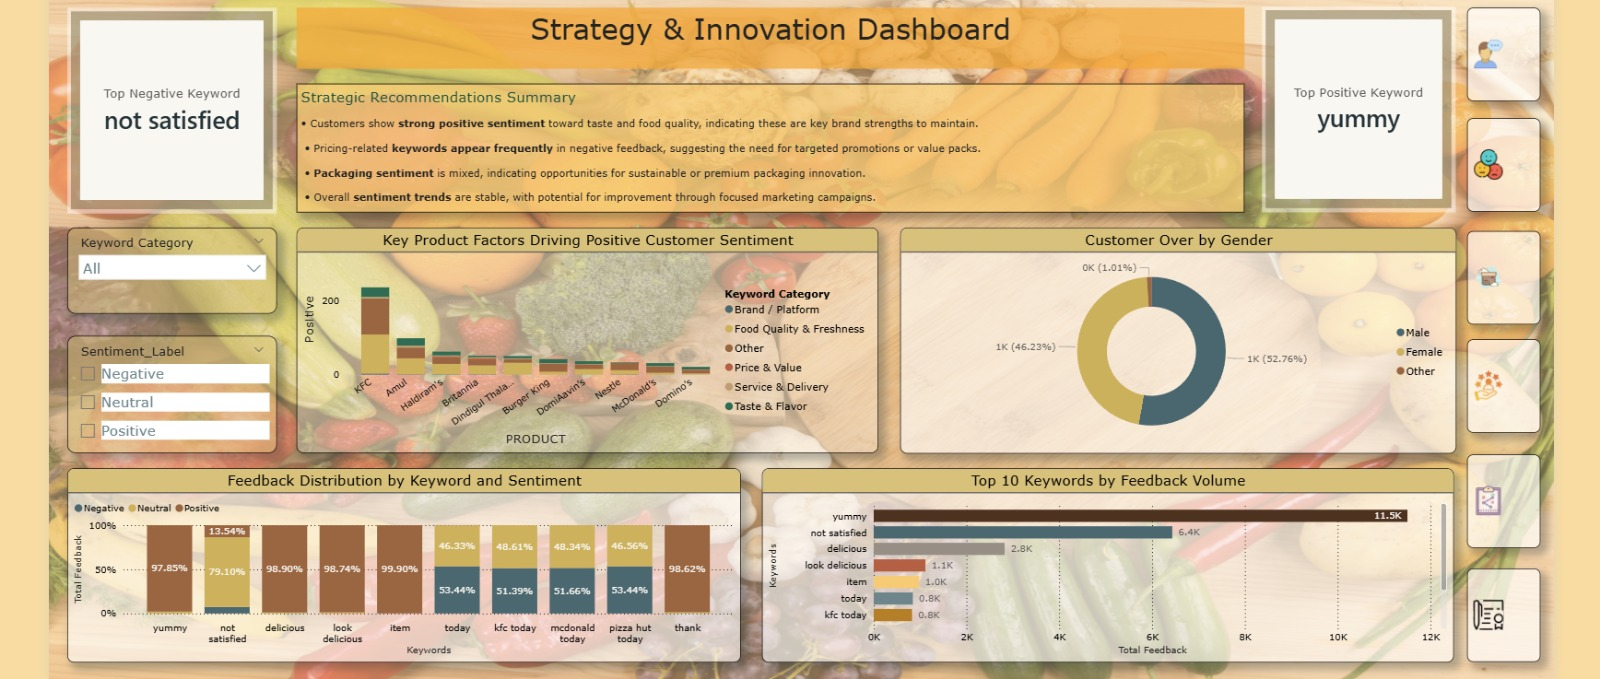 Strategy & Innovation Dashboard
Top Negative Keyword
not satisfied
Strategic Recommendations Summary
• Customers show strong positive sentiment toward taste and food quality, indicating these are key brand strengths to maintain.
• Pricing-related keywords appear frequently in negative feedback, suggesting the need for targeted promotions or value packs.
• Packaging sentiment is mixed, indicating opportunities for sustainable or premium packaging innovation.
• Overall sentiment trends are stable, with potential for improvement through focused marketing campaigns.
Top Positive Keyword
yummy
Keyword Category
All
Sentiment_Label
Negative
Neutral
Positive
Key Product Factors Driving Positive Customer Sentiment
Positive
200
0
KFC
Amul
Haldiram's
Britannia
Dindigul Thala...
Burger King
DomiAavin's
Nestle
McDonald's
Domino's
PRODUCT
Keyword Category
Brand / Platform
Food Quality & Freshness
Other
Price & Value
Service & Delivery
Taste & Flavor
Customer Over by Gender
0K (1.01%)
1K (46.23%)
1K (52.76%)
Male
Female
Other
Feedback Distribution by Keyword and Sentiment
Negative Neutral Positive
Total Feedback
100%
50%
0%
97.85%
13.54%
79.10%
98.90%
98.74%
99.90%
46.33%
53.44%
48.61%
51.39%
48.34%
51.66%
46.56%
53.44%
98.62%
yummy
not satisfied
delicious
look delicious
item
today
kfc today
mcdonald today
pizza hut today
thank
Keywords
Top 10 Keywords by Feedback Volume
Keywords
yummy 11.5K
not satisfied 6.4K
delicious 2.8K
look delicious 1.1K
item 1.0K
today 0.8K
kfc today 0.8K
0K 2K 4K 6K 8K 10K 12K
Total Feedback